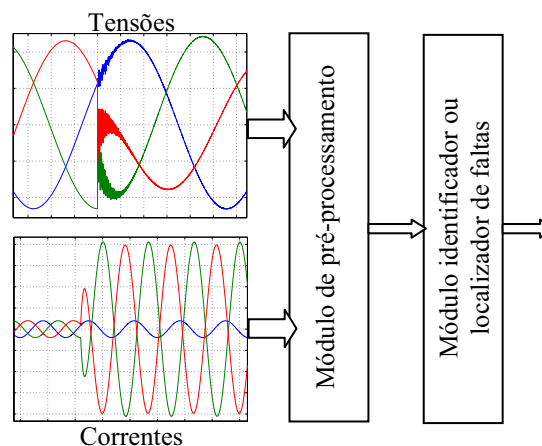 Tensões
Módulo de pré-processamento
Módulo identificador ou
localizador de faltas
Correntes